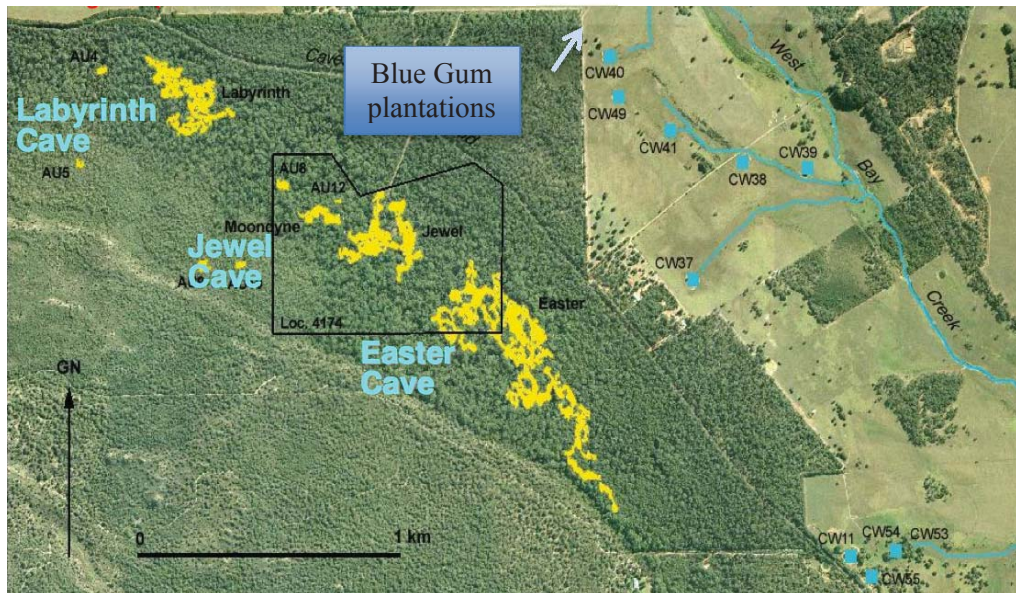 AU4
Labyrinth
Labyrinth
Cave
AU5
Blue Gum
plantations
CW40
CW49
CW41
CW38
CW39
CW37
West
Bay
Creek
AU8
AU12
Moondyne
Jewel
Jewel
Cave
Loc. 4174
Easter
Easter
Cave
GN
0
1 km
CW11
CW54
CW53
CW55